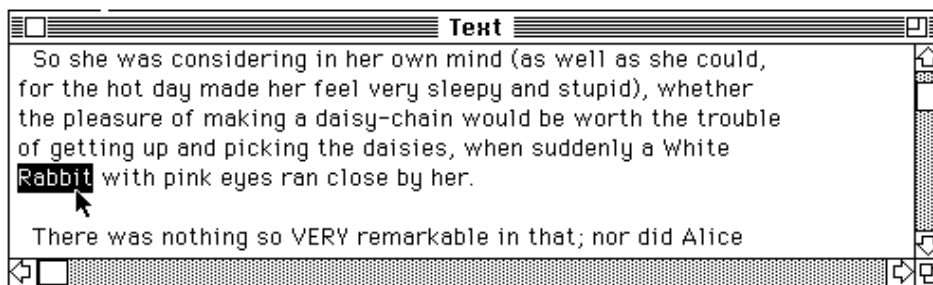 Text
So she was considering in her own mind (as well as she could,
for the hot day made her feel very sleepy and stupid), whether
the pleasure of making a daisy-chain would be worth the trouble
of getting up and picking the daisies, when suddenly a White
Rabbit with pink eyes ran close by her.
There was nothing so VERY remarkable in that; nor did Alice